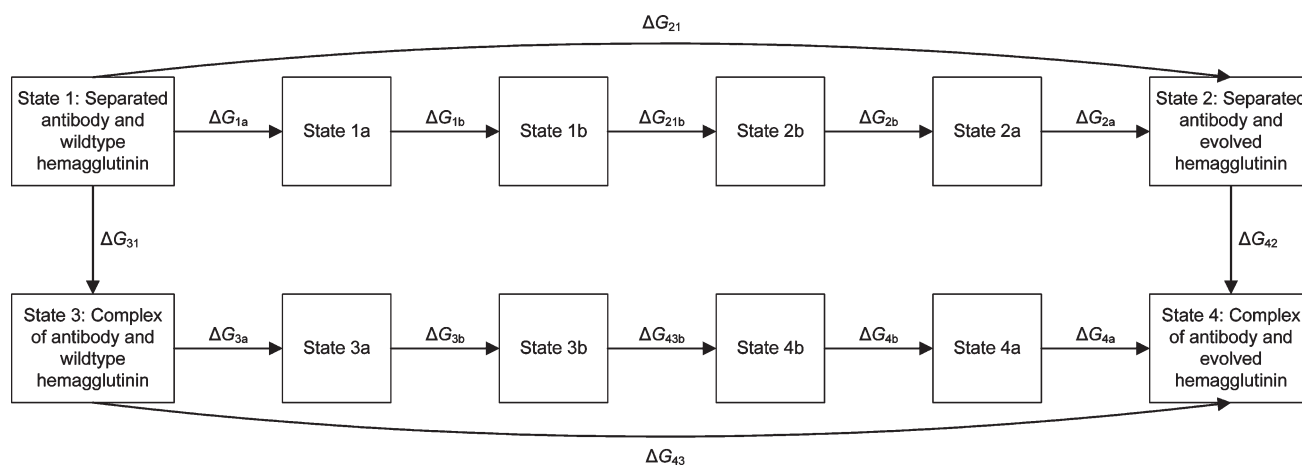 ΔG21
State 1: Separated
antibody and
wildtype
hemagglutinin
ΔG1a
State 1a
ΔG1b
State 1b
ΔG21b
State 2b
ΔG2b
State 2a
ΔG2a
State 2: Separated
antibody and
evolved
hemagglutinin
ΔG31
ΔG42
State 3: Complex
of antibody and
wildtype
hemagglutinin
ΔG3a
State 3a
ΔG3b
State 3b
ΔG43b
State 4b
ΔG4b
State 4a
ΔG4a
State 4: Complex
of antibody and
evolved
hemagglutinin
ΔG43